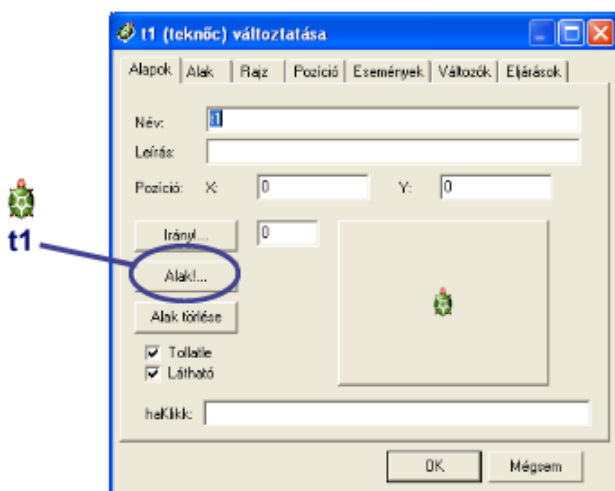 t1 (teknőc) változtatása
Alapok Alak Rajz Pozíció Események Változók Eljárások
Név: t1
Leírás:
Pozíció: X: 0 Y: 0
Irány!... 0
t1
Alak!...
Alak törlése
Tollatle
Látható
haKlikk:
OK Mégsem